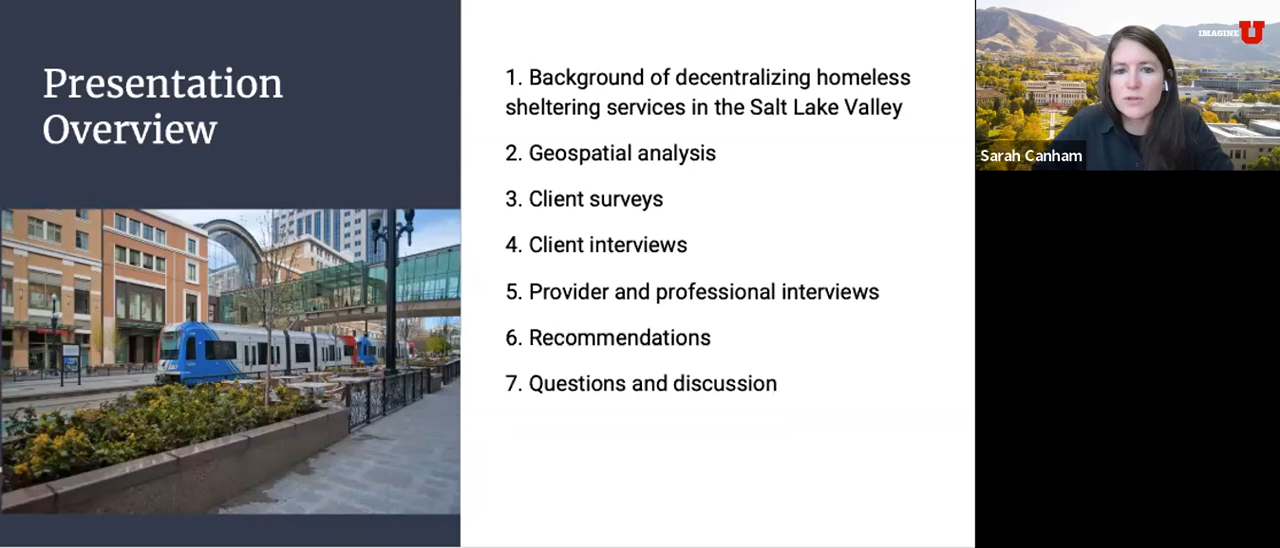 Presentation
Overview
1. Background of decentralizing homeless
sheltering services in the Salt Lake Valley
2. Geospatial analysis
3. Client surveys
4. Client interviews
5. Provider and professional interviews
6. Recommendations
7. Questions and discussion
IMAGINE U
Sarah Canham